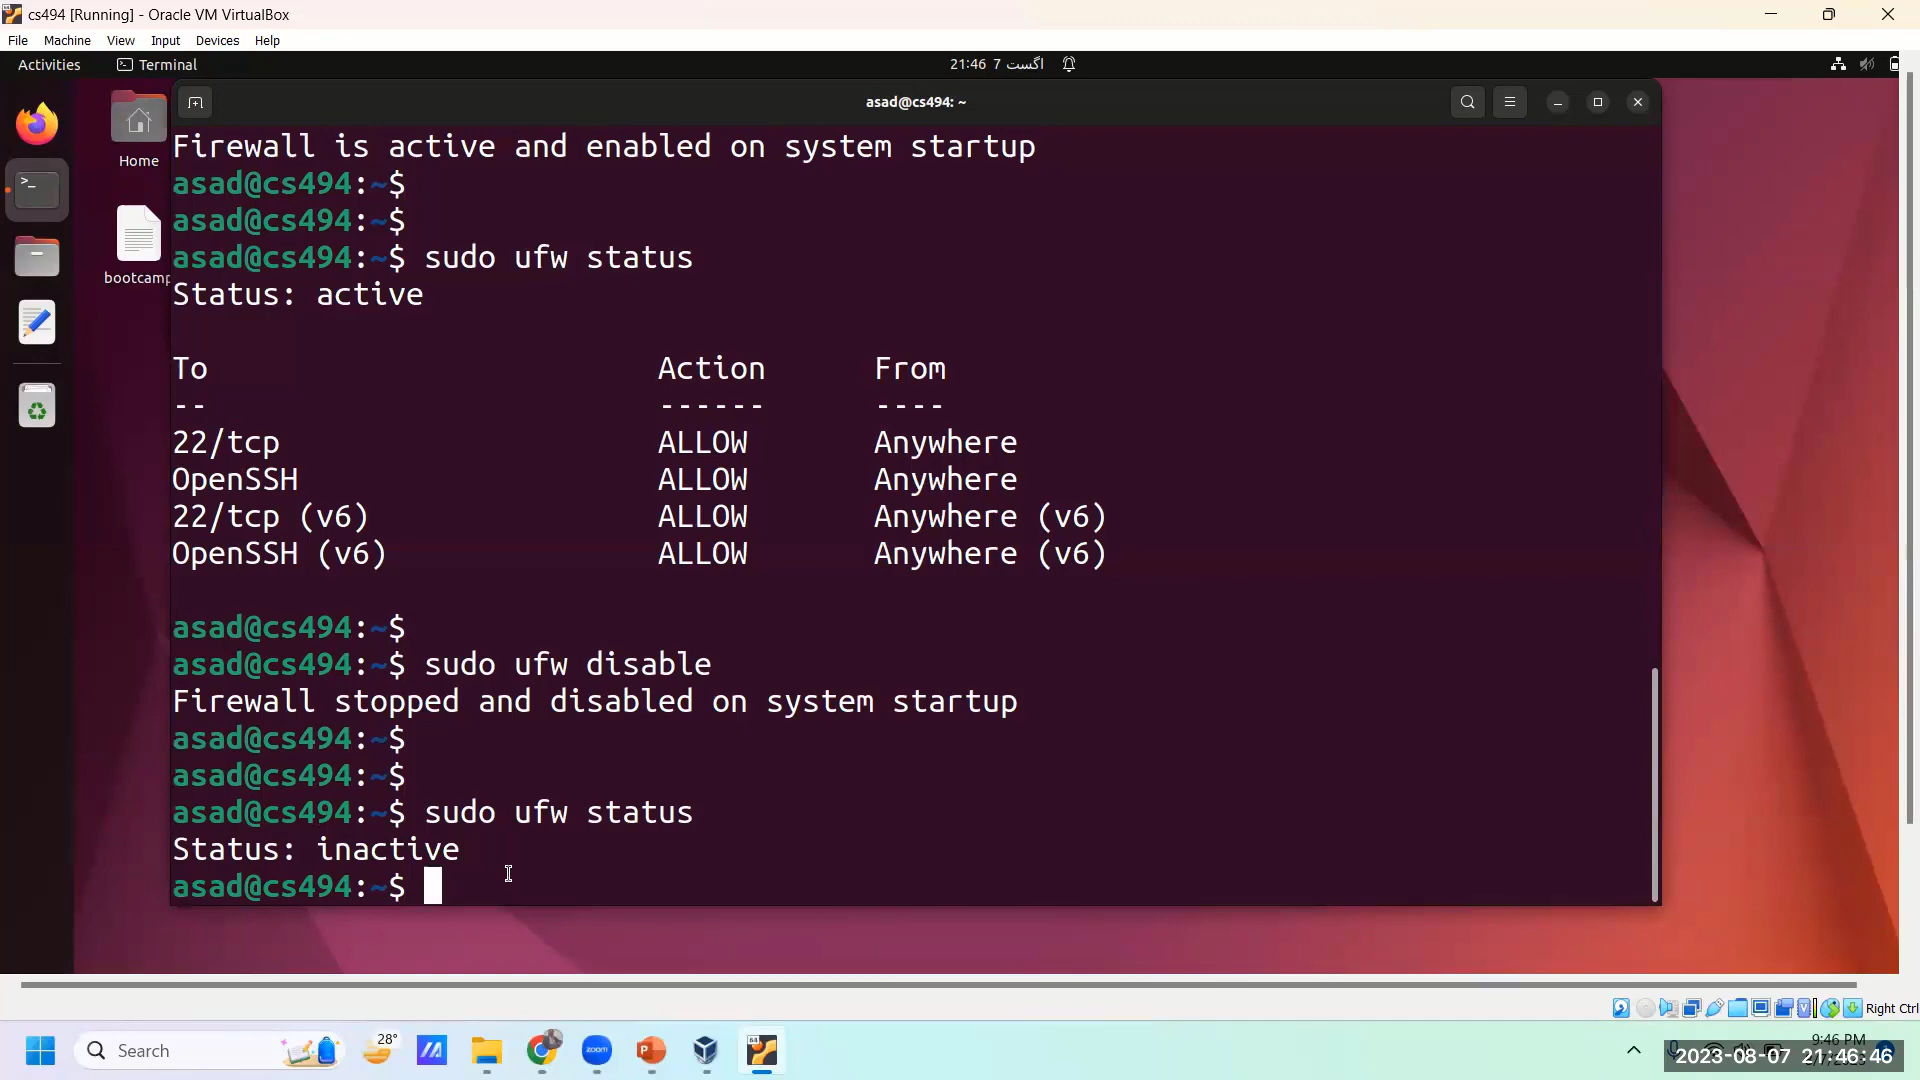 cs494 [Running] - Oracle VM VirtualBox
File Machine View Input Devices Help
Activities Terminal 21:46 7 اگست
asad@cs494: ~
Home
bootcamp
Firewall is active and enabled on system startup
asad@cs494:~$
asad@cs494:~$
asad@cs494:~$ sudo ufw status
Status: active
To Action From
-- ------ ----
22/tcp ALLOW Anywhere
OpenSSH ALLOW Anywhere
22/tcp (v6) ALLOW Anywhere (v6)
OpenSSH (v6) ALLOW Anywhere (v6)
asad@cs494:~$
asad@cs494:~$ sudo ufw disable
Firewall stopped and disabled on system startup
asad@cs494:~$
asad@cs494:~$
asad@cs494:~$ sudo ufw status
Status: inactive
asad@cs494:~$
Right Ctrl
Search
28°
zoom
64
9:46 PM
2023-08-07 21:46:46